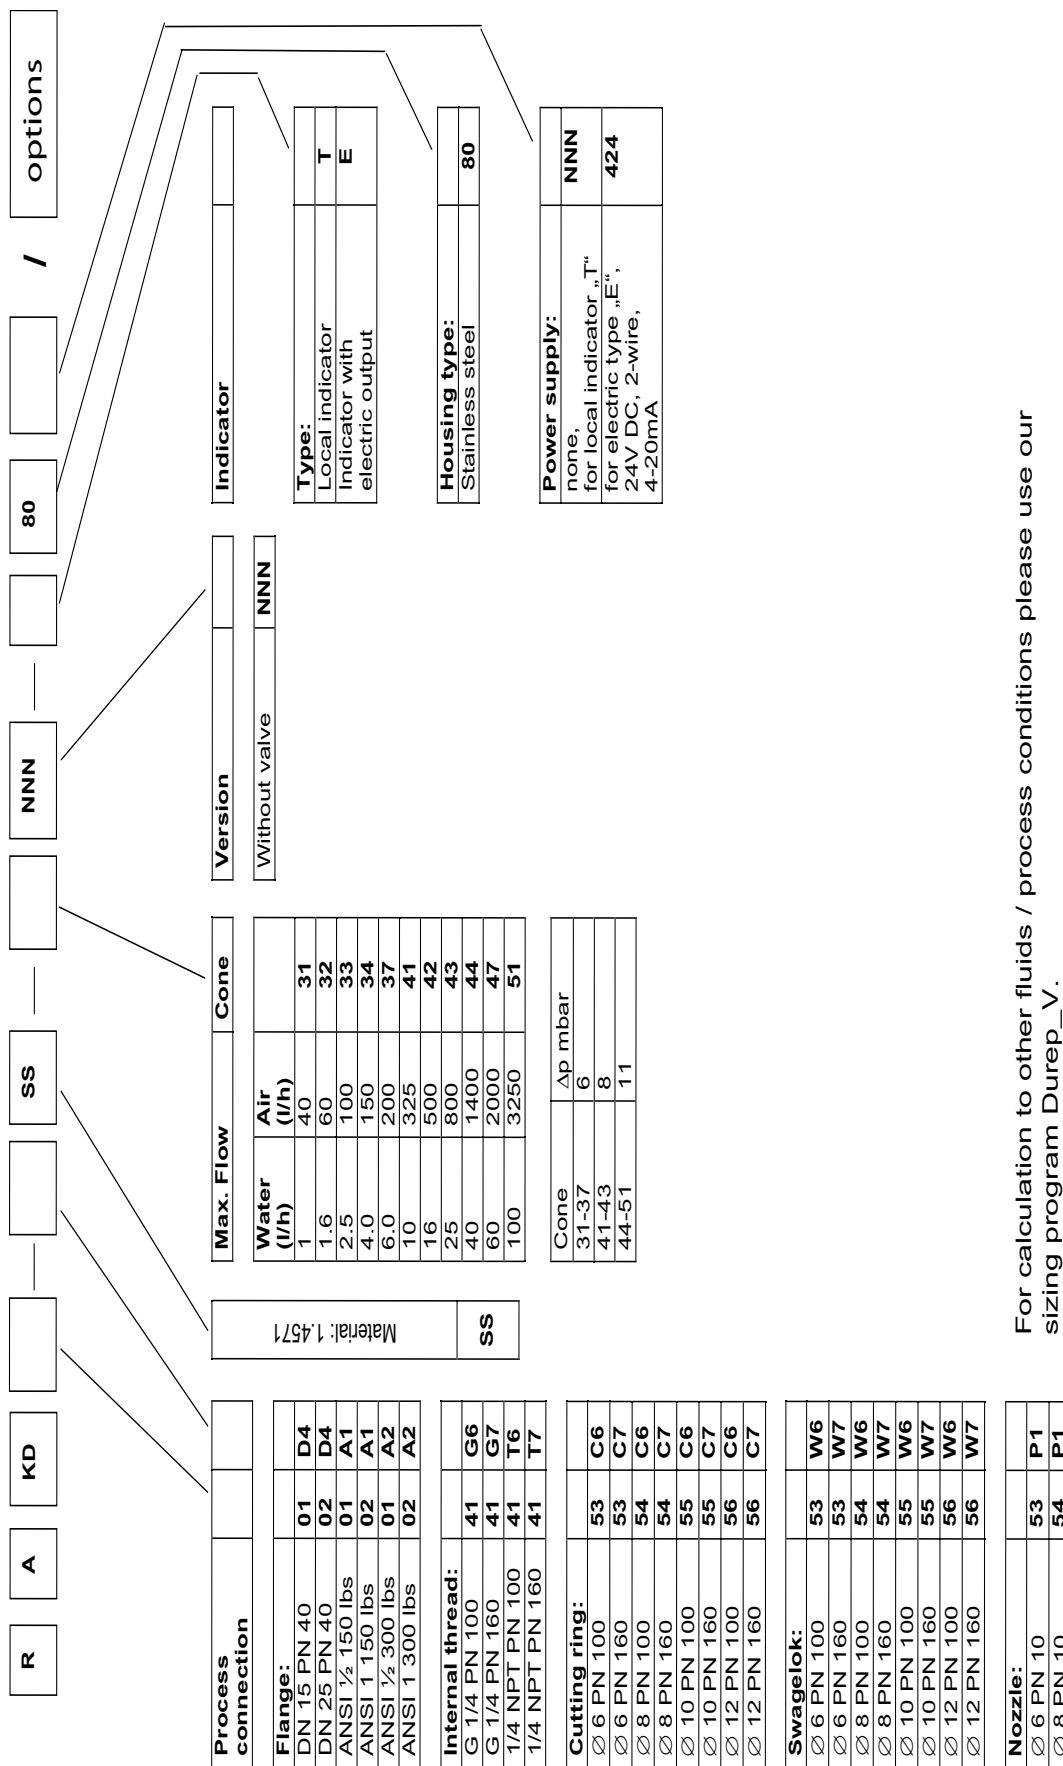 R A KD — SS — NNN — 80 / options
Process connection
Flange:
DN 15 PN 40 01 D4
DN 25 PN 40 02 D4
ANSI ½ 150 lbs 01 A1
ANSI 1 150 lbs 02 A1
ANSI ½ 300 lbs 01 A2
ANSI 1 300 lbs 02 A2
Internal thread:
G 1/4 PN 100 41 G6
G 1/4 PN 160 41 G7
1/4 NPT PN 100 41 T6
1/4 NPT PN 160 41 T7
Cutting ring:
∅ 6 PN 100 53 C6
∅ 6 PN 160 53 C7
∅ 8 PN 100 54 C6
∅ 8 PN 160 54 C7
∅ 10 PN 100 55 C6
∅ 10 PN 160 55 C7
∅ 12 PN 100 56 C6
∅ 12 PN 160 56 C7
Swagelok:
∅ 6 PN 100 53 W6
∅ 6 PN 160 53 W7
∅ 8 PN 100 54 W6
∅ 8 PN 160 54 W7
∅ 10 PN 100 55 W6
∅ 10 PN 160 55 W7
∅ 12 PN 100 56 W6
∅ 12 PN 160 56 W7
Nozzle:
∅ 6 PN 10 53 P1
∅ 8 PN 10 54 P1
Material: 1.4571
SS
Max. Flow Cone
Water (l/h) Air (l/h)
1 40 31
1.6 60 32
2.5 100 33
4.0 150 34
6.0 200 37
10 325 41
16 500 42
25 800 43
40 1400 44
60 2000 47
100 3250 51
Cone Δp mbar
31-37 6
41-43 8
44-51 11
Version
Without valve NNN
Indicator
Type:
Local indicator T
Indicator with E
electric output
Housing type:
Stainless steel 80
Power supply:
none, NNN
for local indicator „T“
for electric type „E“, 424
24V DC, 2-wire,
4-20mA
For calculation to other fluids / process conditions please use our
sizing program Durep_V.